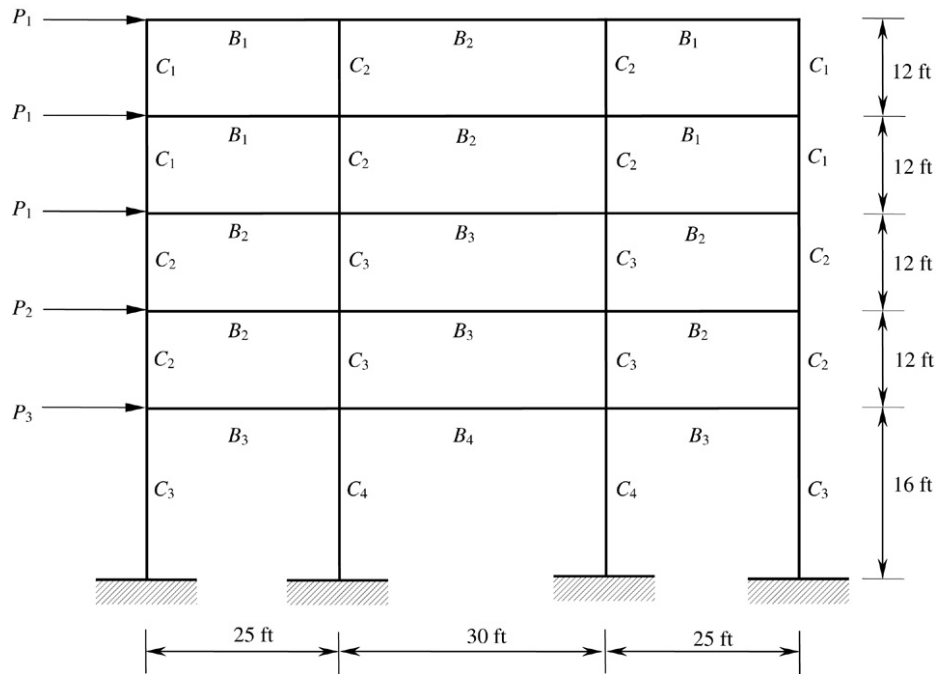 P₁
B₁ B₂ B₁
C₁ C₂ C₂ C₁ 12 ft
P₁
B₁ B₂ B₁
C₁ C₂ C₂ C₁ 12 ft
P₁
B₂ B₃ B₂
C₂ C₃ C₃ C₂ 12 ft
P₂
B₂ B₃ B₂
C₂ C₃ C₃ C₂ 12 ft
P₃
B₃ B₄ B₃
C₃ C₄ C₄ C₃ 16 ft
25 ft 30 ft 25 ft